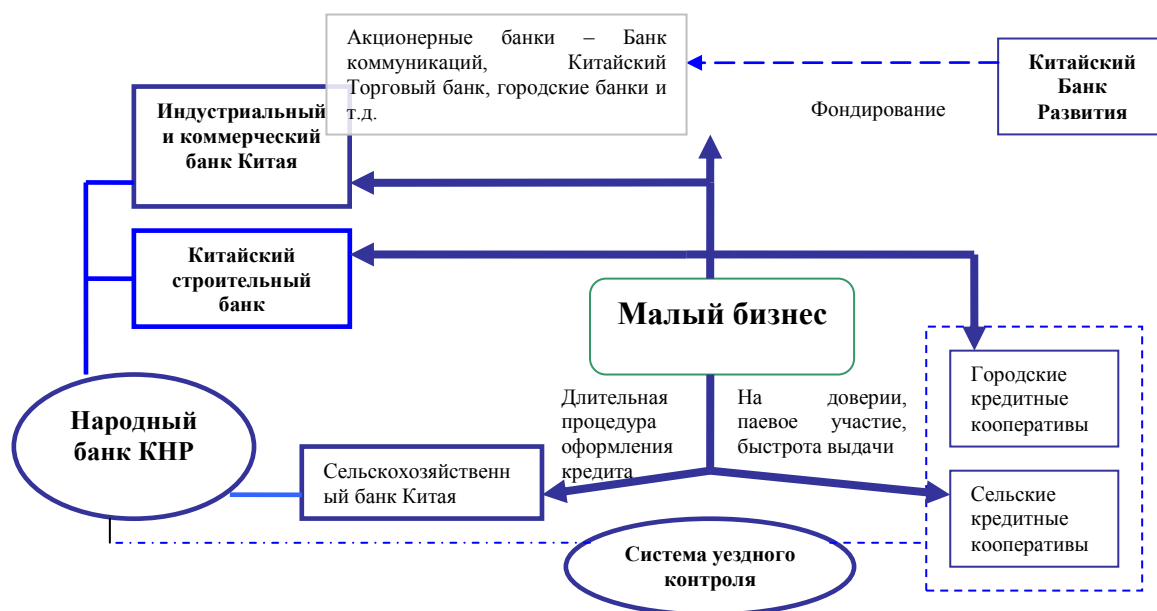 Акционерные банки – Банк
коммуникаций, Китайский
Торговый банк, городские банки и
т.д.
Китайский
Банк
Развития
Фондирование
Индустриальный
и коммерческий
банк Китая
Китайский
строительный
банк
Малый бизнес
Городские
кредитные
кооперативы
Длительная
процедура
оформления
кредита
На доверии,
паевое участие,
быстрота выдачи
Народный
банк КНР
Сельскохозяйственн
ый банк Китая
Сельские
кредитные
кооперативы
Система уездного
контроля